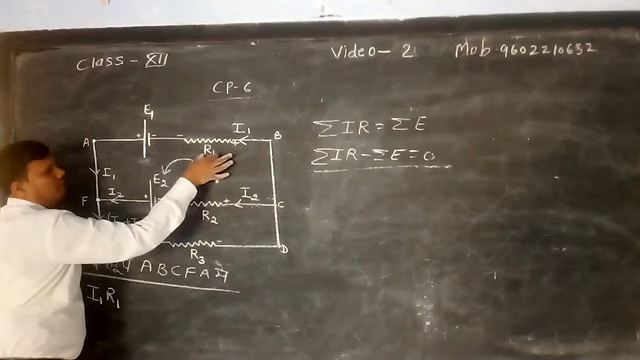 Class - XII
Video - 2
Mob. 9602210632
CP-6
E1
I1
A
B
R1
ΣIR = ΣE
ΣIR - ΣE = 0
I1
E2
F
I2
I2
C
R2
D
R3
ABCFA में
I1R1